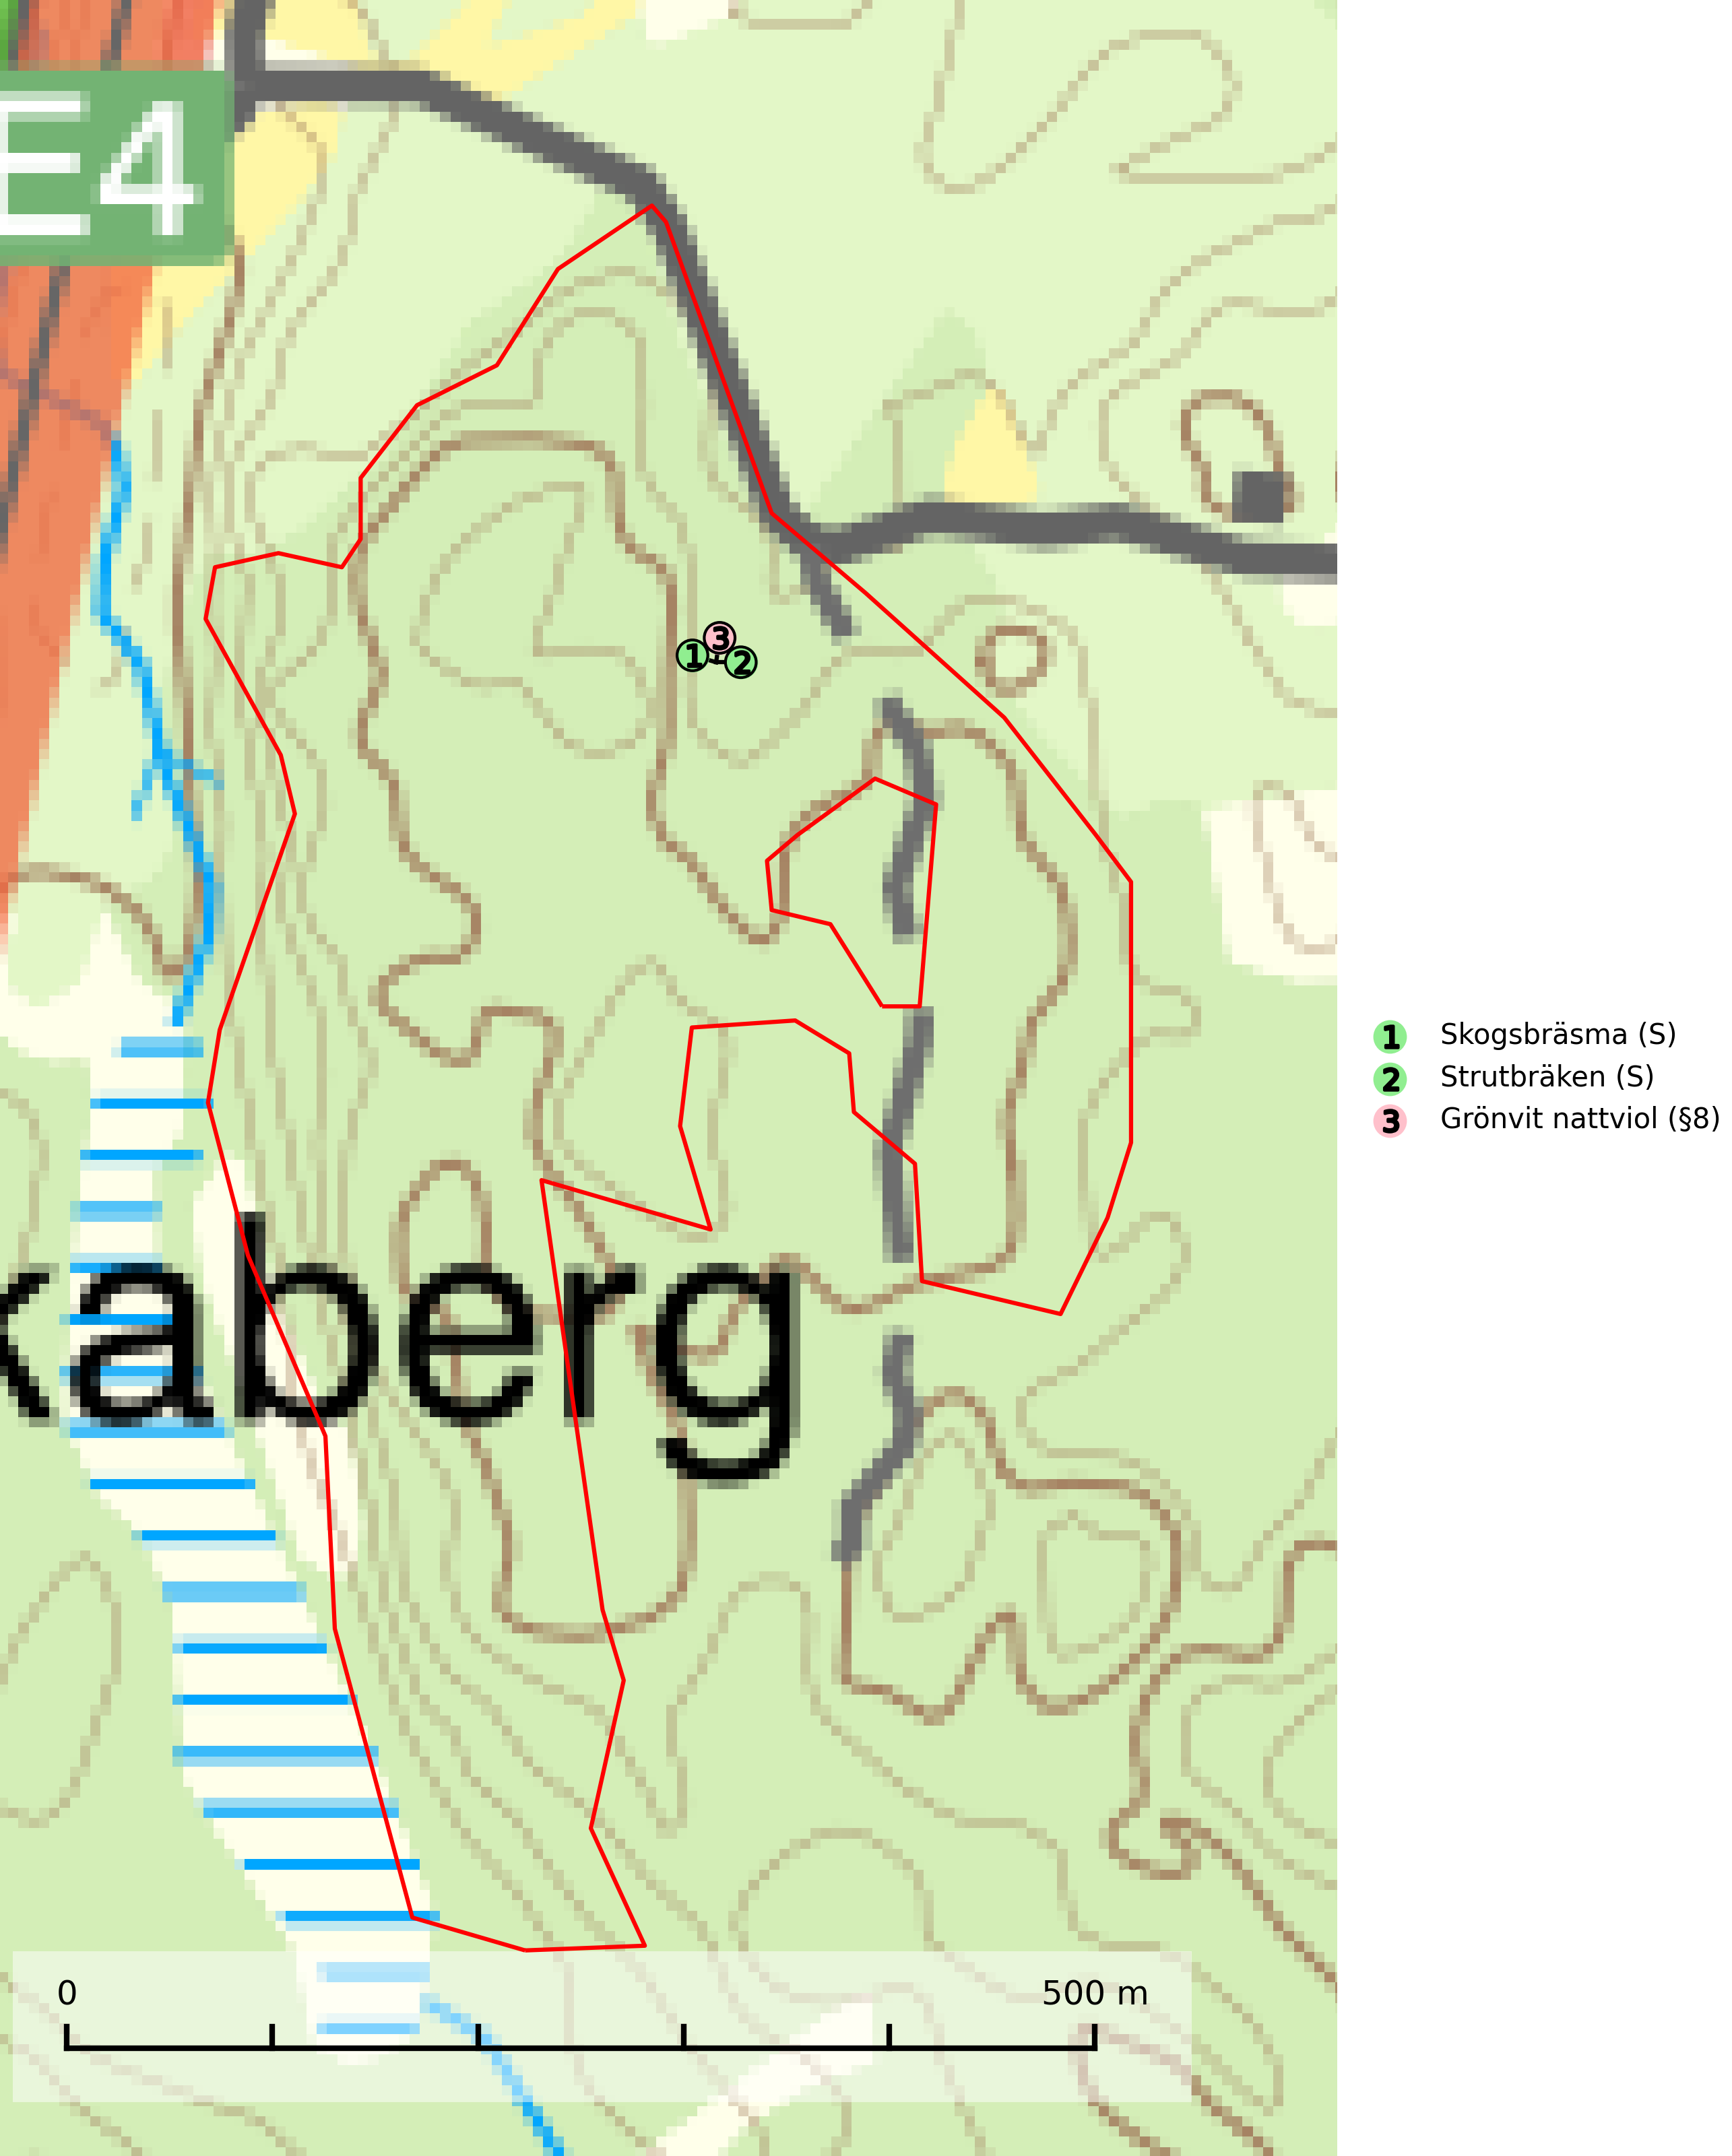 E4
1 2 3
1 Skogsbräsma (S)
2 Strutbräken (S)
3 Grönvit nattviol (§8)
kaberg
0 500 m